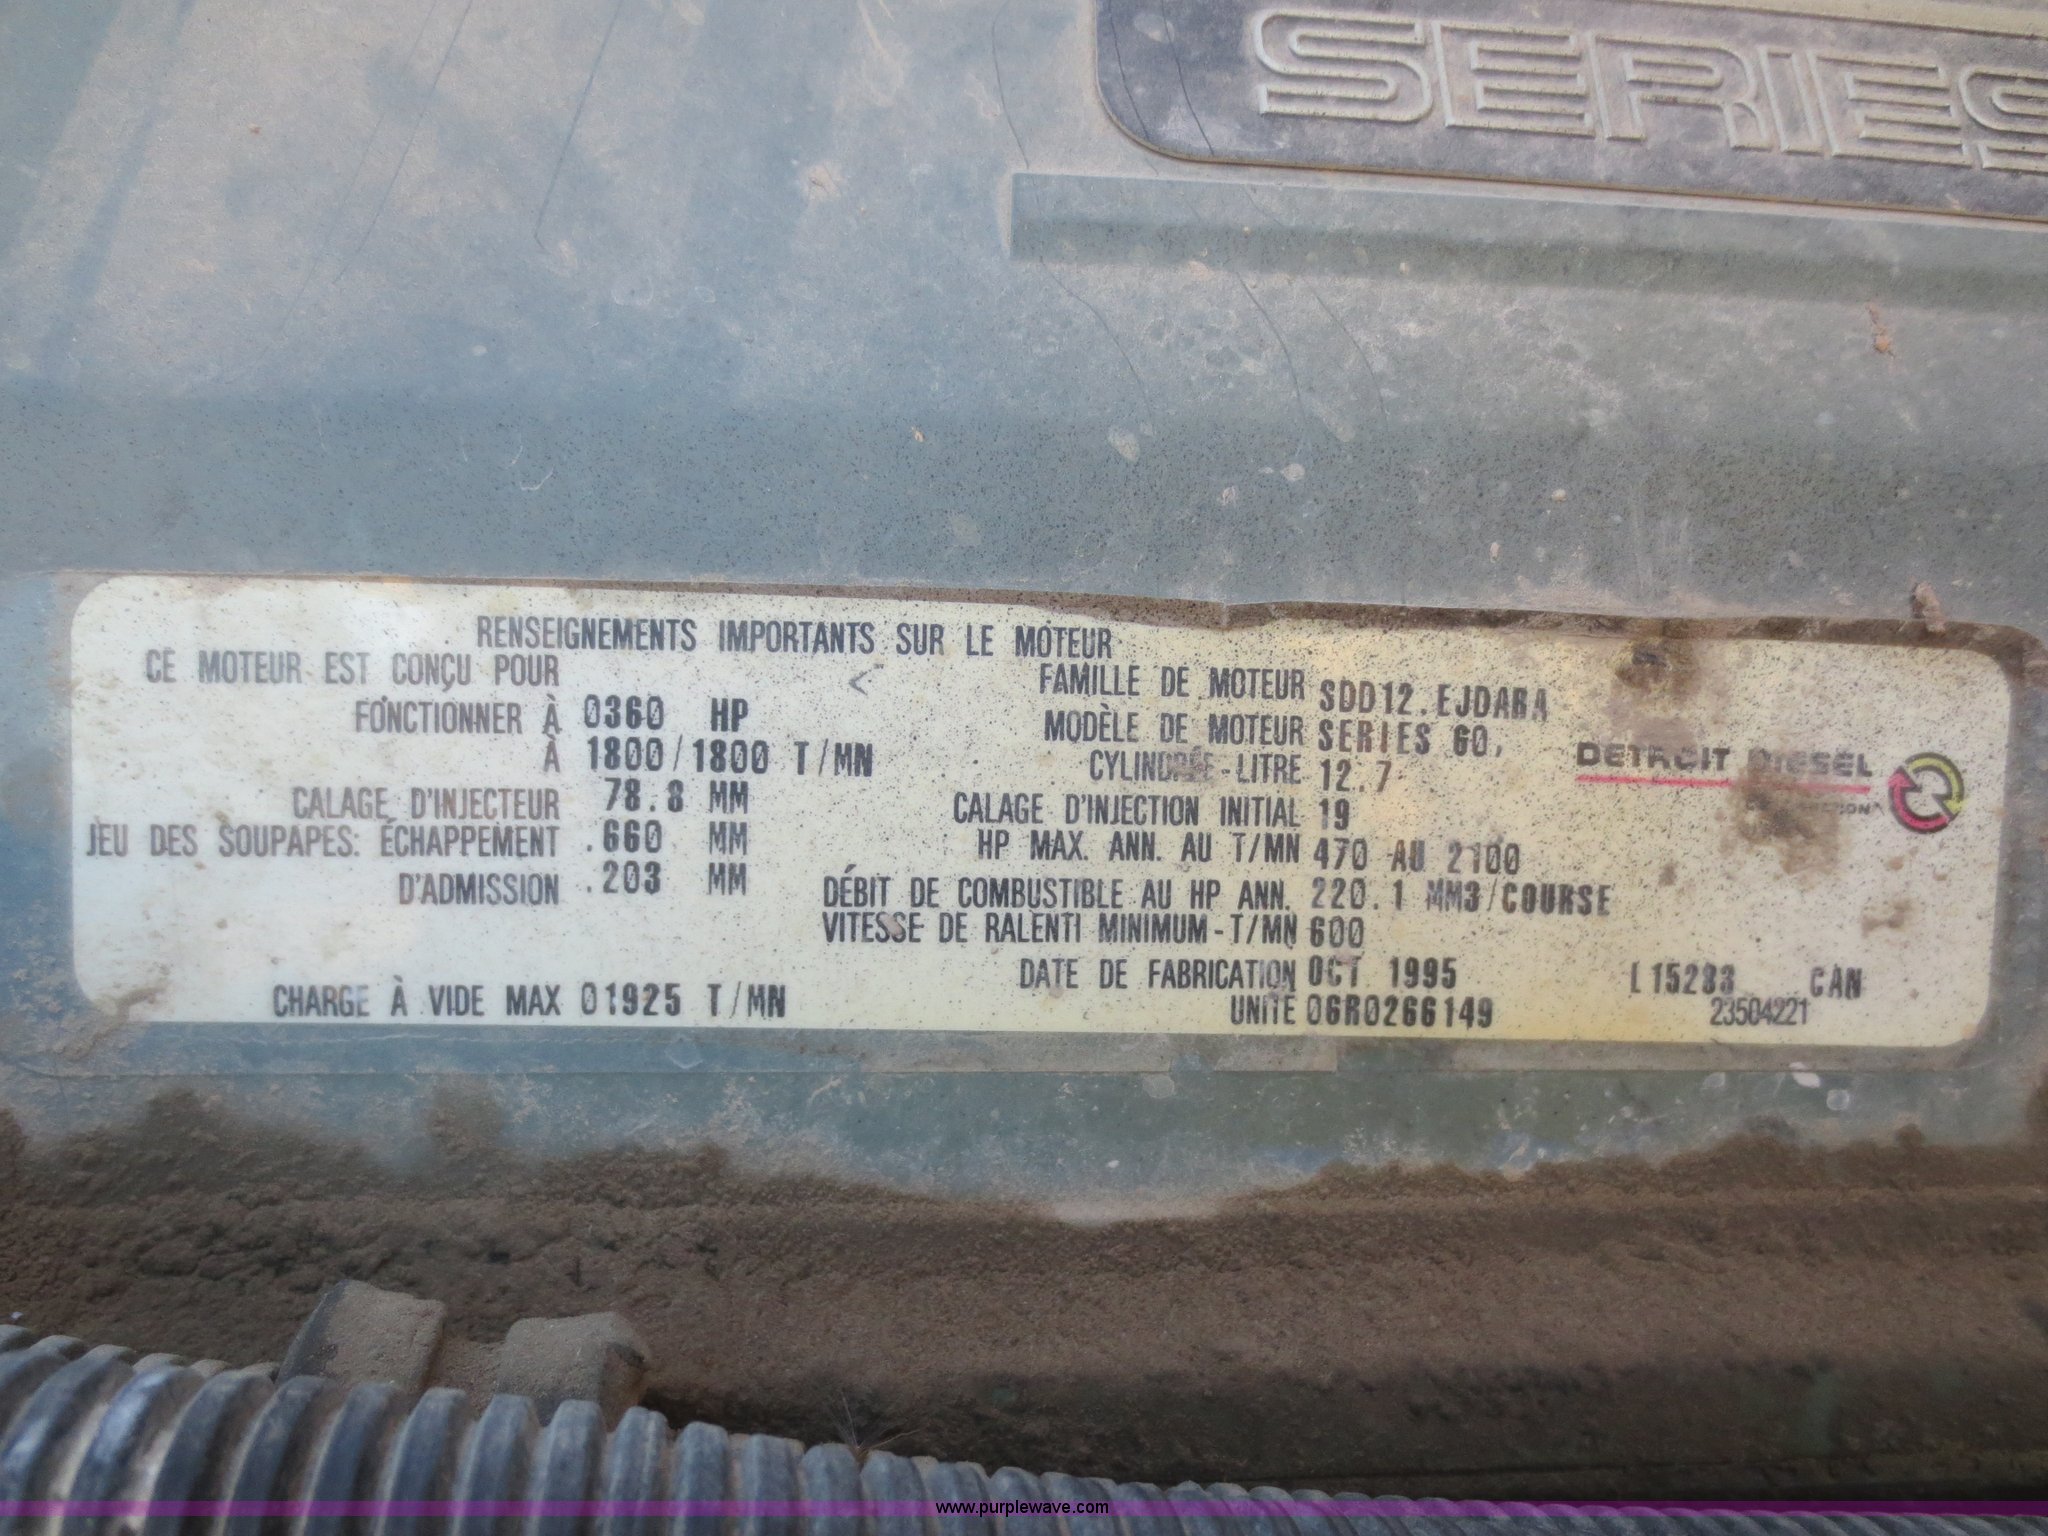 SERIES
RENSEIGNEMENTS IMPORTANTS SUR LE MOTEUR
CE MOTEUR EST CONÇU POUR
FONCTIONNER À 0360 HP
À 1800/1800 T/MN
CALAGE D'INJECTEUR 78.8 MM
JEU DES SOUPAPES: ÉCHAPPEMENT .660 MM
D'ADMISSION .203 MM
CHARGE À VIDE MAX 01925 T/MN
FAMILLE DE MOTEUR SDD12.EJDARA
MODÈLE DE MOTEUR SERIES 60,
CYLINDRÉE-LITRE 12.7
CALAGE D'INJECTION INITIAL 19
HP MAX. ANN. AU T/MN 470 AU 2100
DÉBIT DE COMBUSTIBLE AU HP ANN. 220.1 MM3/COURSE
VITESSE DE RALENTI MINIMUM-T/MN 600
DATE DE FABRICATION OCT 1995
UNITÉ 06R0266149
DETROIT DIESEL
CORPORATION
L15283 CAN
23504221
www.purplewave.com